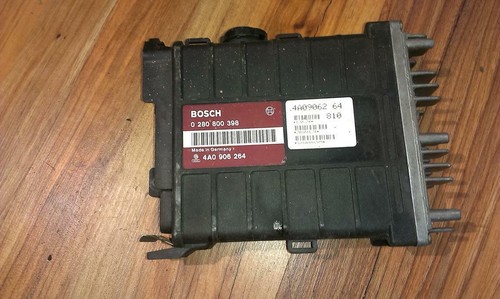 BOSCH
0 280 800 398
Made in Germany
4A0 906 264
4A09062 64
810